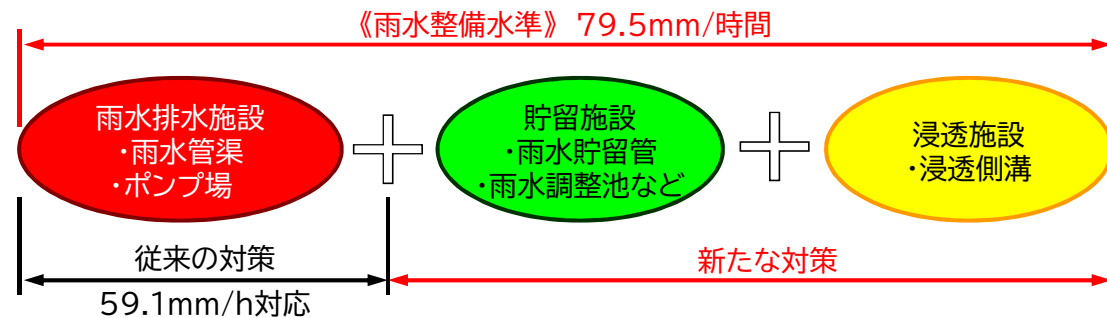 《雨水整備水準》 79.5mm/時間
雨水排水施設
・雨水管渠
・ポンプ場
貯留施設
・雨水貯留管
・雨水調整池など
浸透施設
・浸透側溝
従来の対策
59.1mm/h対応
新たな対策